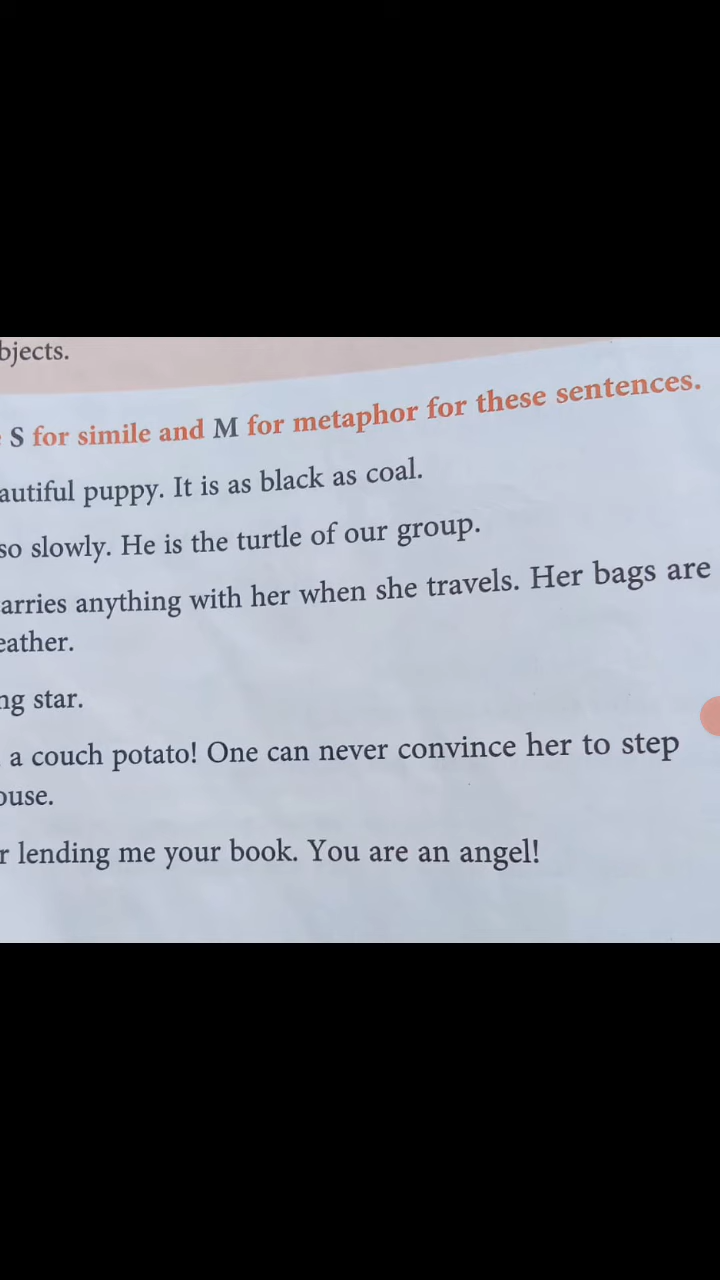 bjects.
S for simile and M for metaphor for these sentences.
autiful puppy. It is as black as coal.
so slowly. He is the turtle of our group.
arries anything with her when she travels. Her bags are
eather.
ng star.
a couch potato! One can never convince her to step
ouse.
r lending me your book. You are an angel!